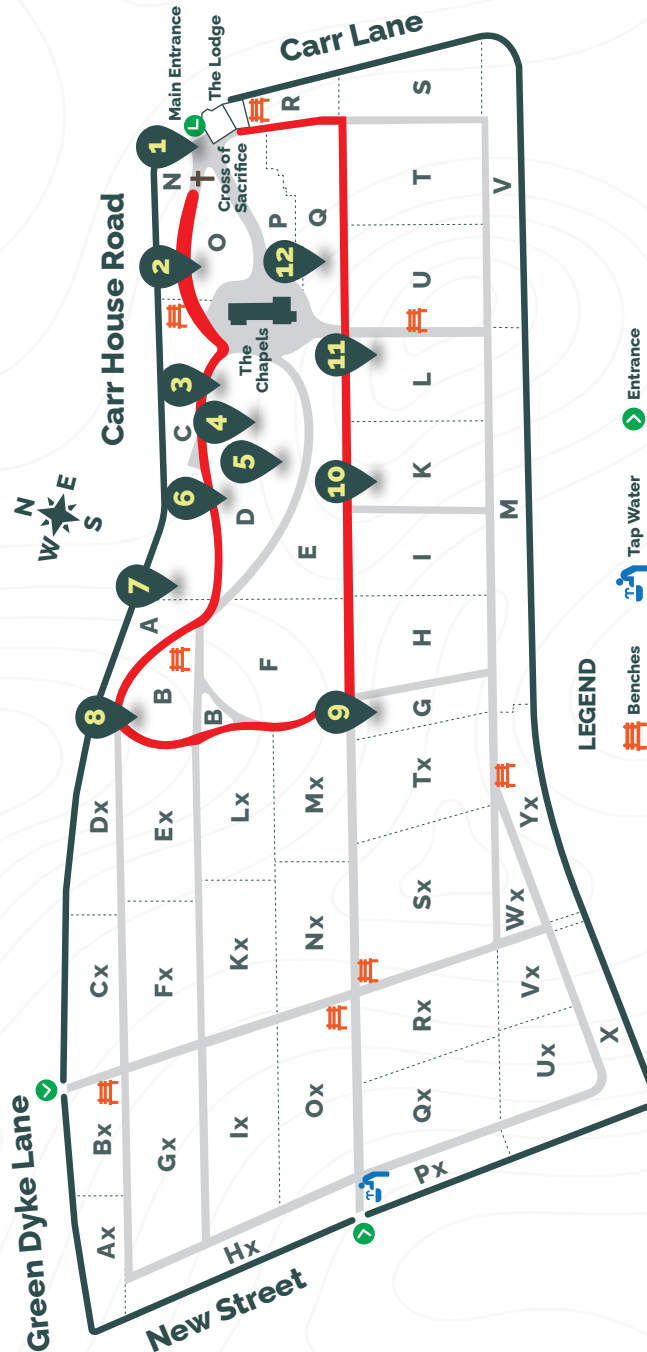 Carr Lane
Main Entrance
The Lodge
L
Carr House Road
Cross of
Sacrifice
The
Chapels
Green Dyke Lane
New Street
N
E
S
W
1
2
3
4
5
6
7
8
9
10
11
12
N
O
P
Q
R
S
T
U
V
C
D
E
L
K
I
M
A
B
B
F
H
G
Dx
Ex
Lx
Mx
Tx
Yx
Cx
Fx
Kx
Nx
Sx
Wx
Bx
Gx
Ix
Ox
Rx
Vx
Ax
Hx
Qx
Ux
X
Px
LEGEND
Benches
Tap Water
Entrance